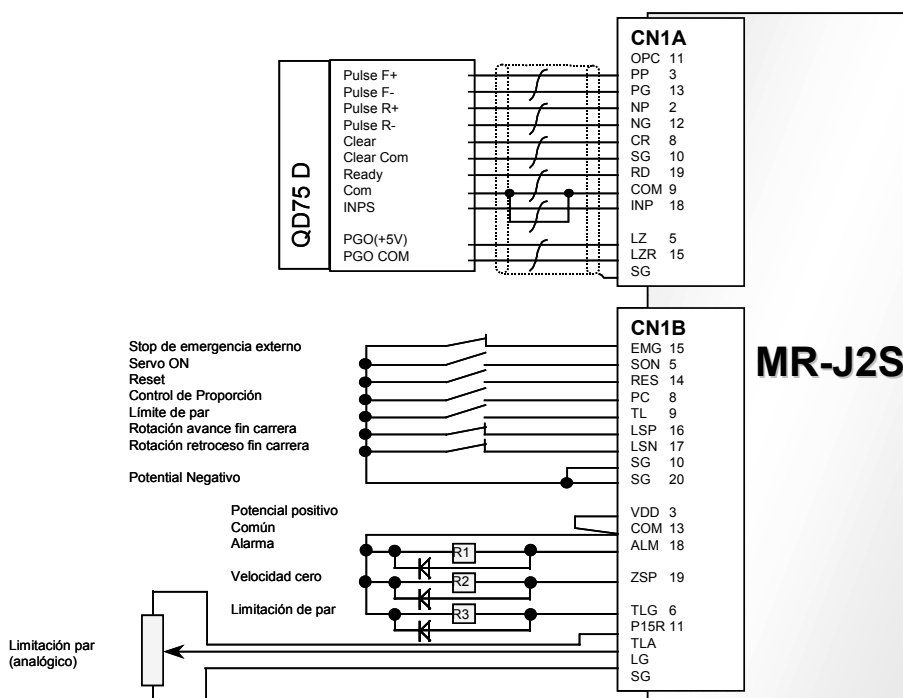 CN1A
OPC 11
Pulse F+ PP 3
Pulse F- PG 13
Pulse R+ NP 2
Pulse R- NG 12
Clear CR 8
Clear Com SG 10
Ready RD 19
Com COM 9
INPS INP 18
PGO(+5V) LZ 5
PGO COM LZR 15
SG
QD75 D
CN1B
MR-J2S
Stop de emergencia externo EMG 15
Servo ON SON 5
Reset RES 14
Control de Proporción PC 8
Límite de par TL 9
Rotación avance fin carrera LSP 16
Rotación retroceso fin carrera LSN 17
SG 10
Potential Negativo SG 20
Potencial positivo VDD 3
Común COM 13
Alarma R1 ALM 18
Velocidad cero R2 ZSP 19
Limitación de par R3 TLG 6
P15R 11
Limitación par TLA
(analógico) LG
SG